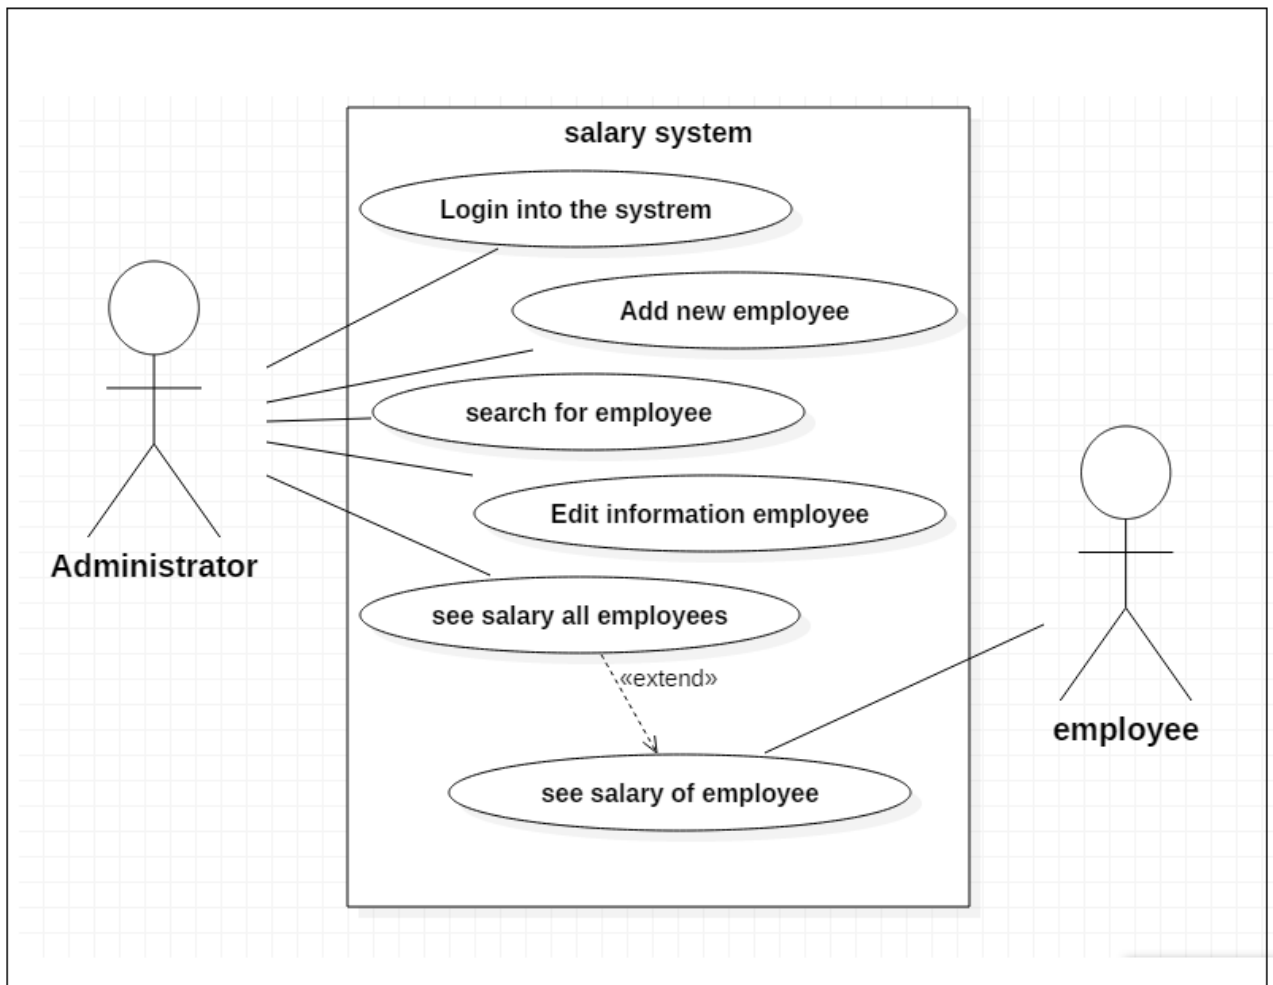 salary system
Login into the systrem
Add new employee
search for employee
Edit information employee
Administrator
see salary all employees
«extend»
employee
see salary of employee